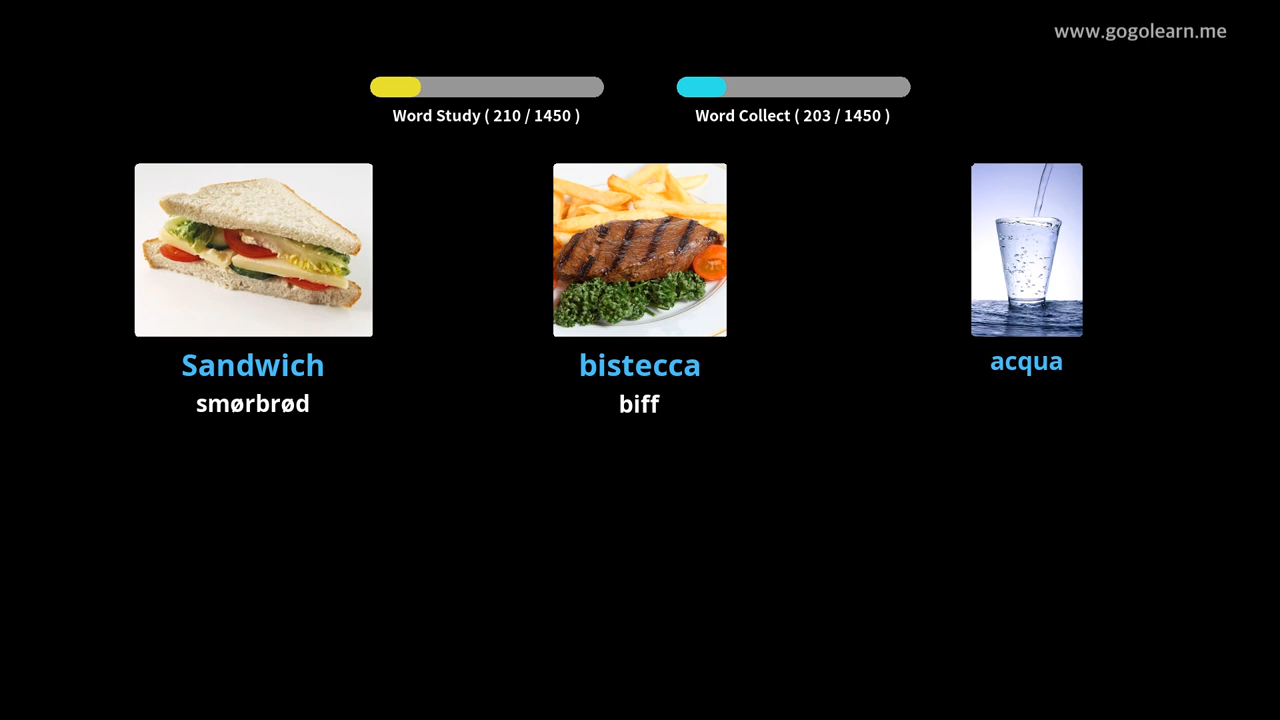 www.gogolearn.me
Word Study ( 210 / 1450 )
Word Collect ( 203 / 1450 )
Sandwich
smørbrød
bistecca
biff
acqua